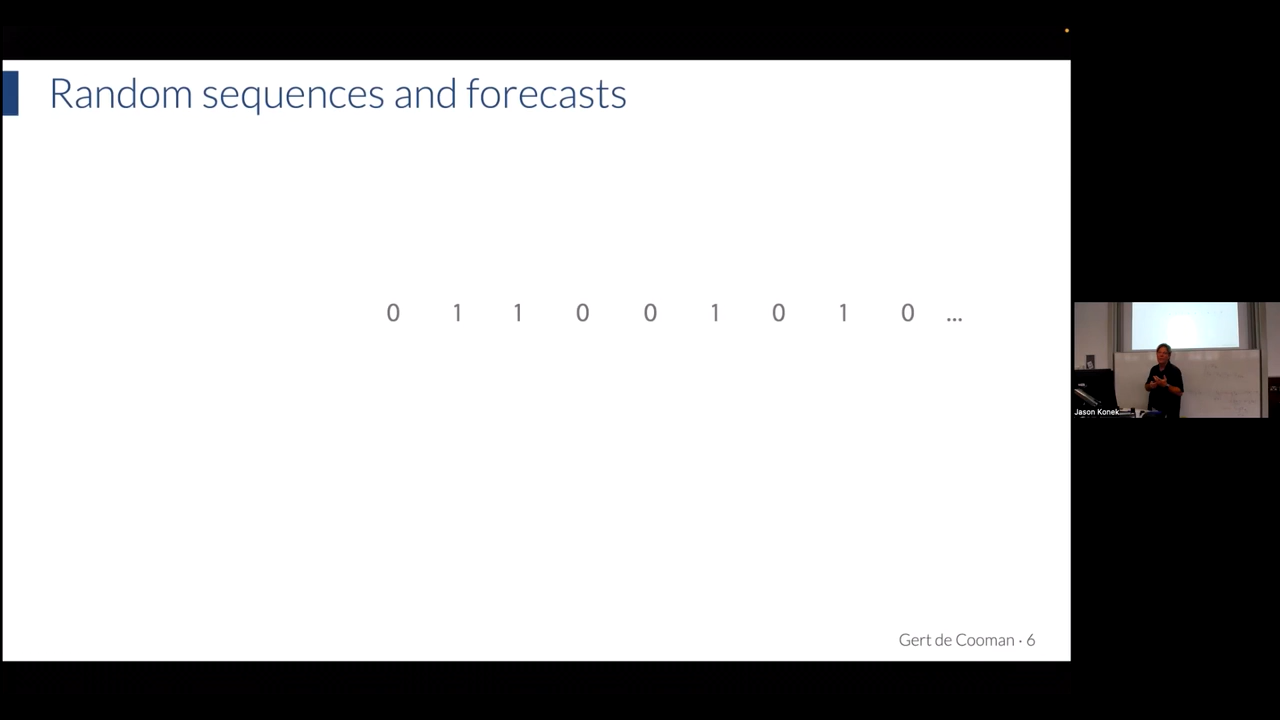 Random sequences and forecasts
0 1 1 0 0 1 0 1 0 ...
Jason Konek
Gert de Cooman · 6